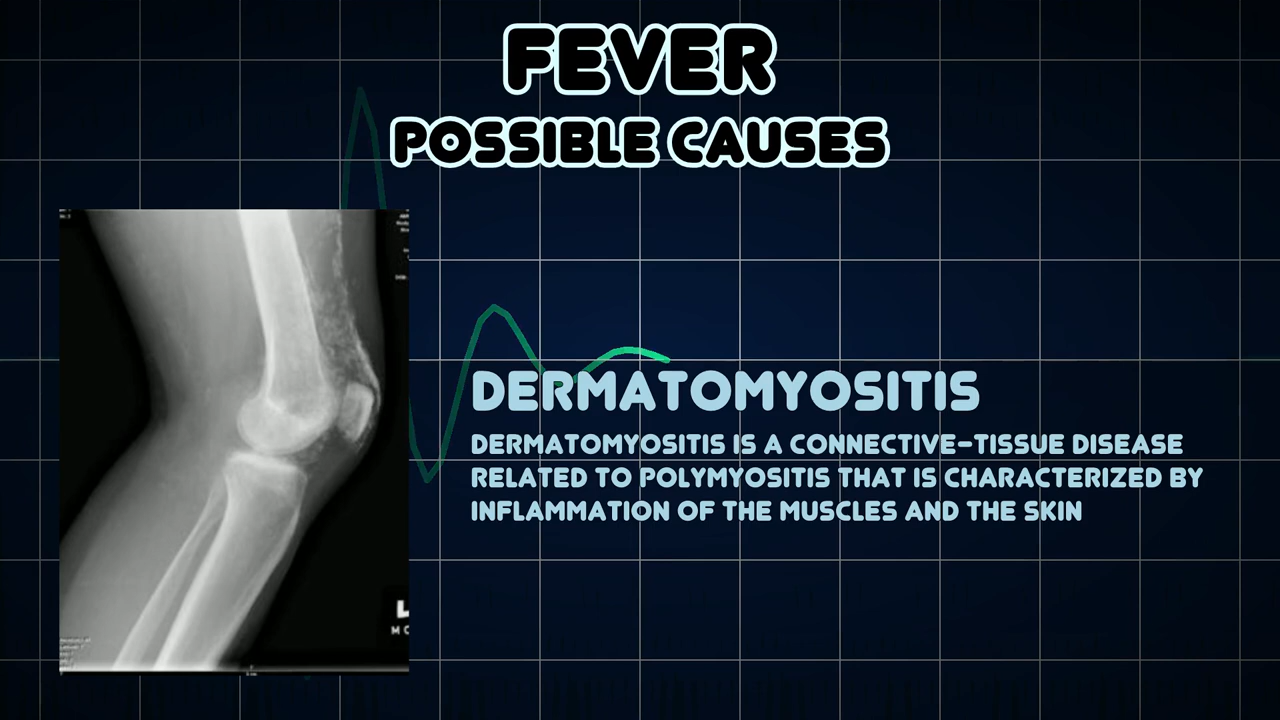 FEVER
POSSIBLE CAUSES
DERMATOMYOSITIS
DERMATOMYOSITIS IS A CONNECTIVE-TISSUE DISEASE
RELATED TO POLYMYOSITIS THAT IS CHARACTERIZED BY
INFLAMMATION OF THE MUSCLES AND THE SKIN